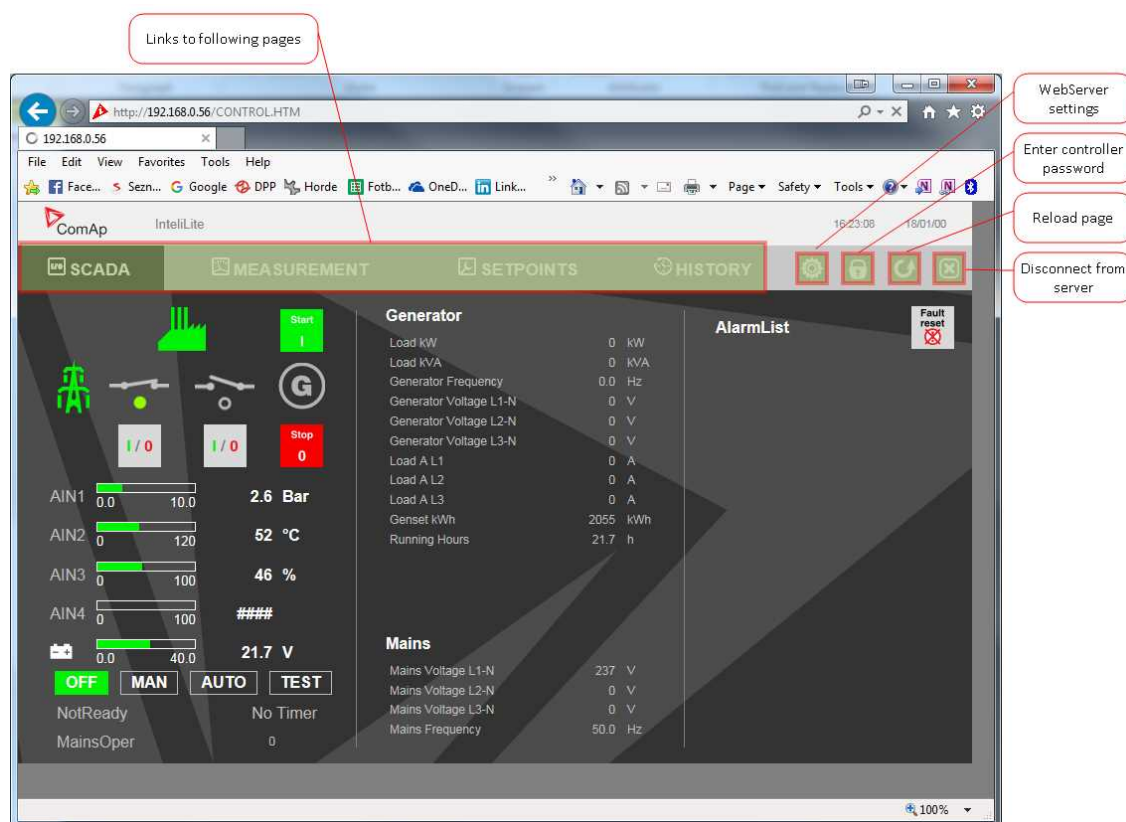 Links to following pages
WebServer
settings
Enter controller
password
Reload page
Disconnect from
server
http://192.168.0.56/CONTROL.HTM
192.168.0.56
File Edit View Favorites Tools Help
Face... Sezn... Google DPP Horde Fotb... OneD... Link... » Page Safety Tools
ComAp InteliLite 16:23:08 18/01/00
SCADA MEASUREMENT SETPOINTS HISTORY
Start
I
G
I / 0 I / 0
Stop
0
AIN1 0.0 10.0 2.6 Bar
AIN2 0 120 52 °C
AIN3 0 100 46 %
AIN4 0 100 ####
0.0 40.0 21.7 V
OFF MAN AUTO TEST
NotReady No Timer
MainsOper 0
Generator
Load kW 0 kW
Load kVA 0 kVA
Generator Frequency 0.0 Hz
Generator Voltage L1-N 0 V
Generator Voltage L2-N 0 V
Generator Voltage L3-N 0 V
Load A L1 0 A
Load A L2 0 A
Load A L3 0 A
Genset kWh 2055 kWh
Running Hours 21.7 h
Mains
Mains Voltage L1-N 237 V
Mains Voltage L2-N 0 V
Mains Voltage L3-N 0 V
Mains Frequency 50.0 Hz
AlarmList
Fault
reset
100%